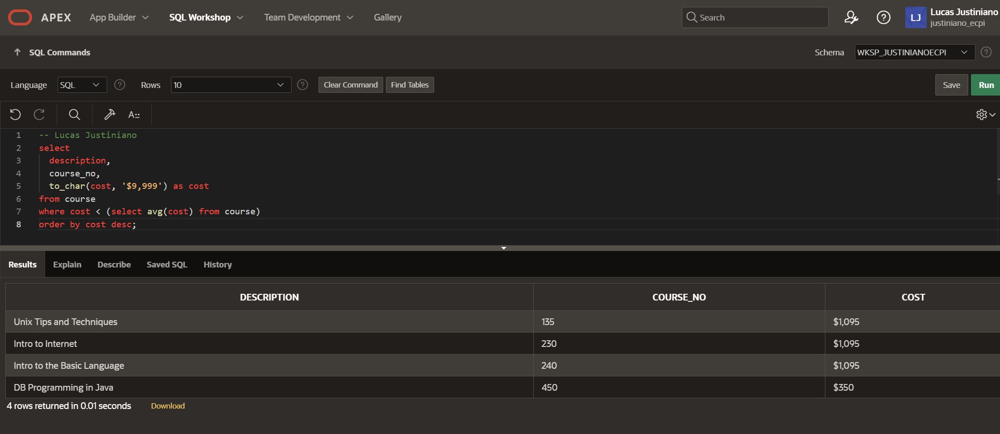 APEX App Builder SQL Workshop Team Development Gallery Search LJ Lucas Justiniano
justiniano_ecpi
SQL Commands Schema WKSP_JUSTINIANOECPI
Language SQL Rows 10 Clear Command Find Tables Save Run
A
1 -- Lucas Justiniano
2 select
3 description,
4 course_no,
5 to_char(cost, '$9,999') as cost
6 from course
7 where cost < (select avg(cost) from course)
8 order by cost desc;
Results Explain Describe Saved SQL History
DESCRIPTION COURSE_NO COST
Unix Tips and Techniques 135 $1,095
Intro to Internet 230 $1,095
Intro to the Basic Language 240 $1,095
DB Programming in Java 450 $350
4 rows returned in 0.01 seconds Download